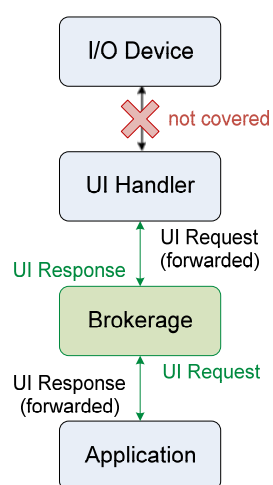 I/O Device
not covered
UI Handler
UI Request
(forwarded)
UI Response
Brokerage
UI Request
UI Response
(forwarded)
Application